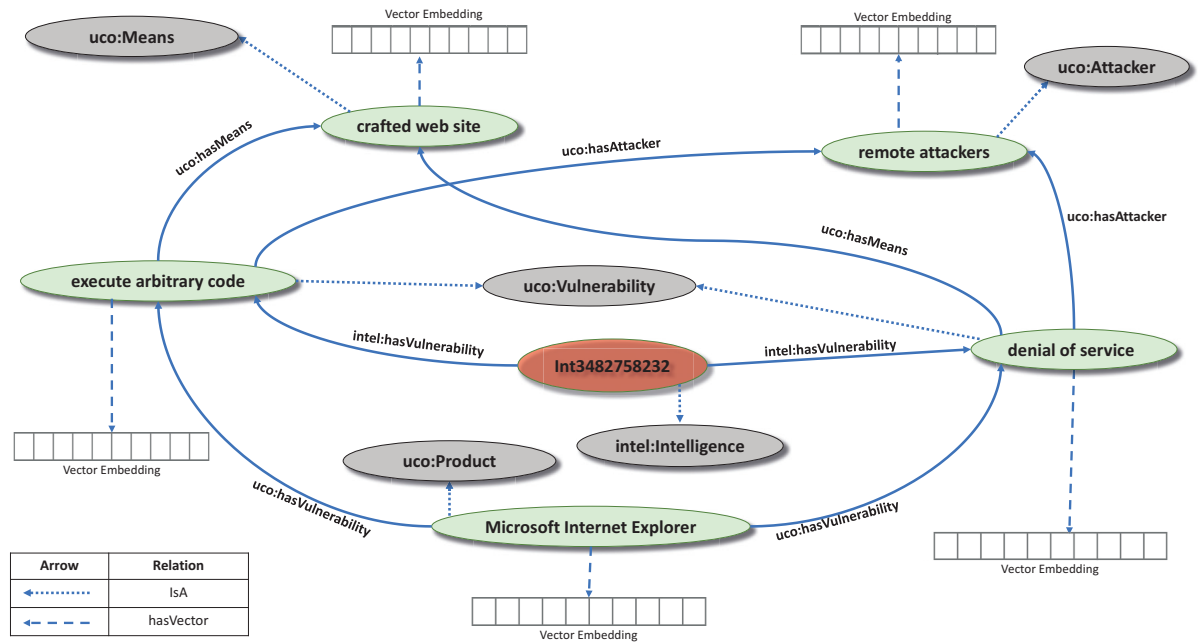 Vector Embedding
Vector Embedding
uco:Means
uco:Attacker
crafted web site
remote attackers
uco:hasMeans
uco:hasAttacker
uco:hasAttacker
uco:hasMeans
execute arbitrary code
uco:Vulnerability
intel:hasVulnerability
intel:hasVulnerability
denial of service
Int3482758232
intel:Intelligence
uco:Product
Vector Embedding
uco:hasVulnerability
Microsoft Internet Explorer
uco:hasVulnerability
Vector Embedding
Arrow Relation
IsA
hasVector
Vector Embedding